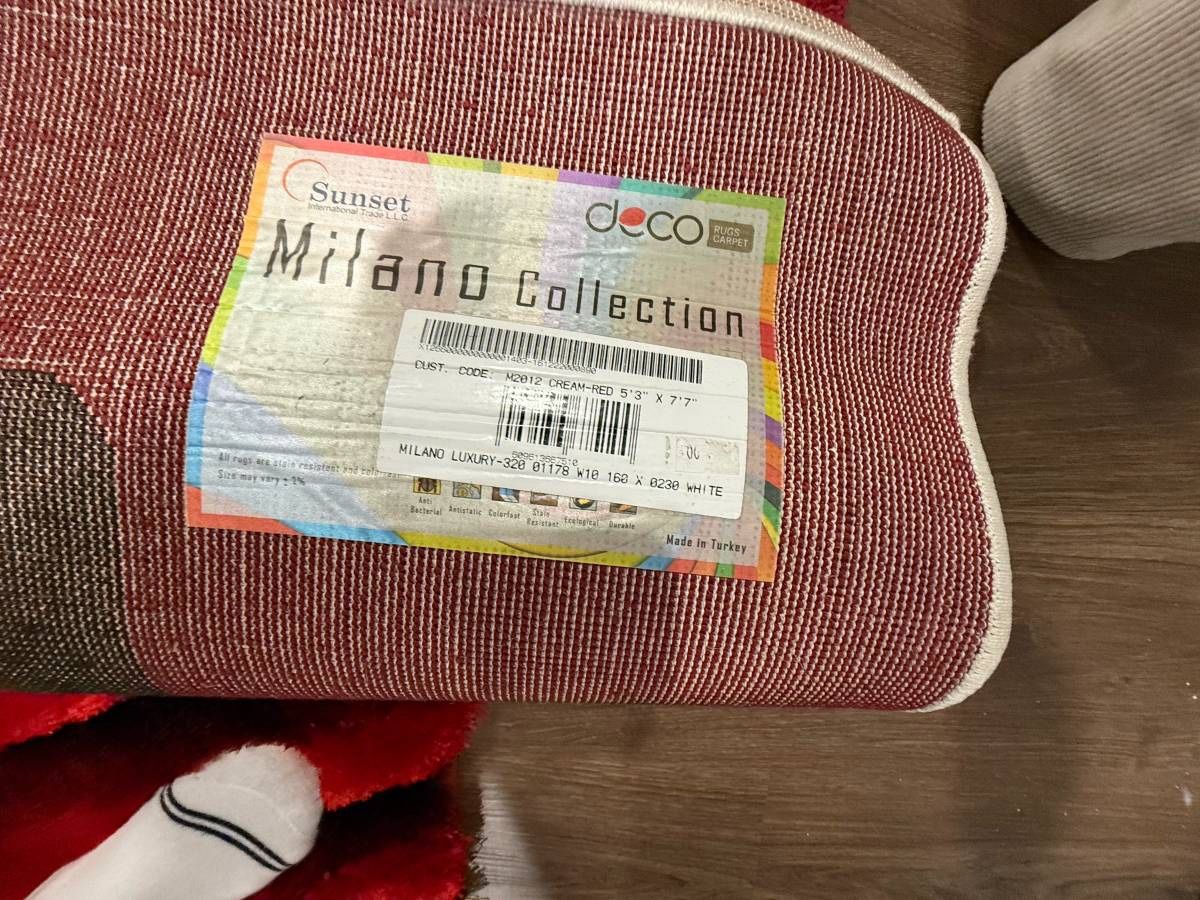 Sunset
International Trade L.L.C.
deco
RUGS
CARPET
Milano Collection
CUST. CODE: M2012 CREAM-RED 5'3" X 7'7"
MILANO LUXURY-320 01178 W10 160 X 0230 WHITE
All rugs are stain resistant and
Size may vary ± 2%
Anti
Bacterial
Antistatic
Colorfast
Stain
Resistant
Ecological
Durable
Made in Turkey